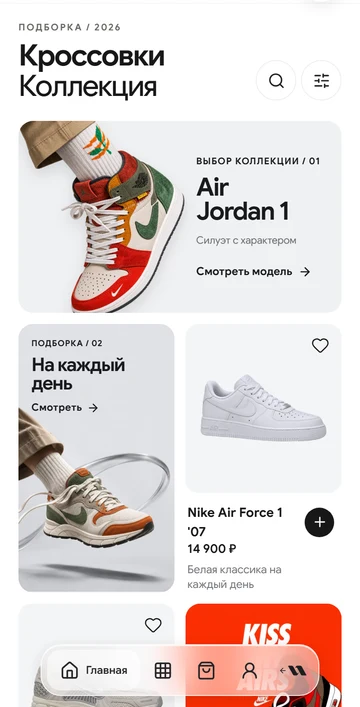 ПОДБОРКА / 2026
Кроссовки
Коллекция
ВЫБОР КОЛЛЕКЦИИ / 01
Air
Jordan 1
Силуэт с характером
Смотреть модель →
ПОДБОРКА / 02
На каждый
день
Смотреть →
Nike Air Force 1
'07
14 900 ₽
Белая классика на
каждый день
KISS
AIRS
Главная